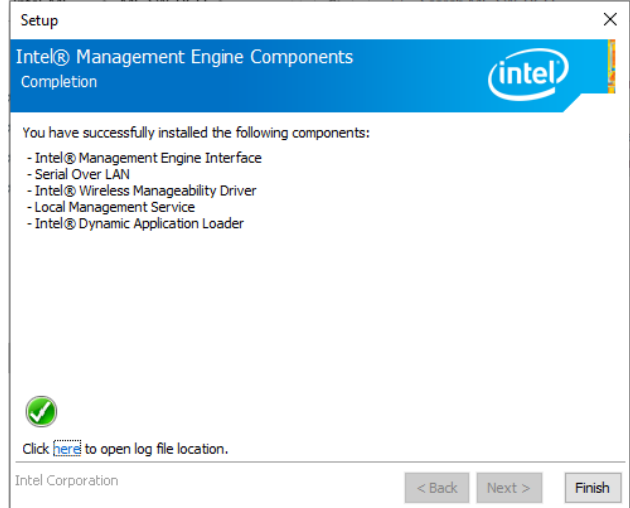 Setup
Intel® Management Engine Components
Completion
intel
You have successfully installed the following components:
- Intel® Management Engine Interface
- Serial Over LAN
- Intel® Wireless Manageability Driver
- Local Management Service
- Intel® Dynamic Application Loader
Click here to open log file location.
Intel Corporation
< Back Next > Finish